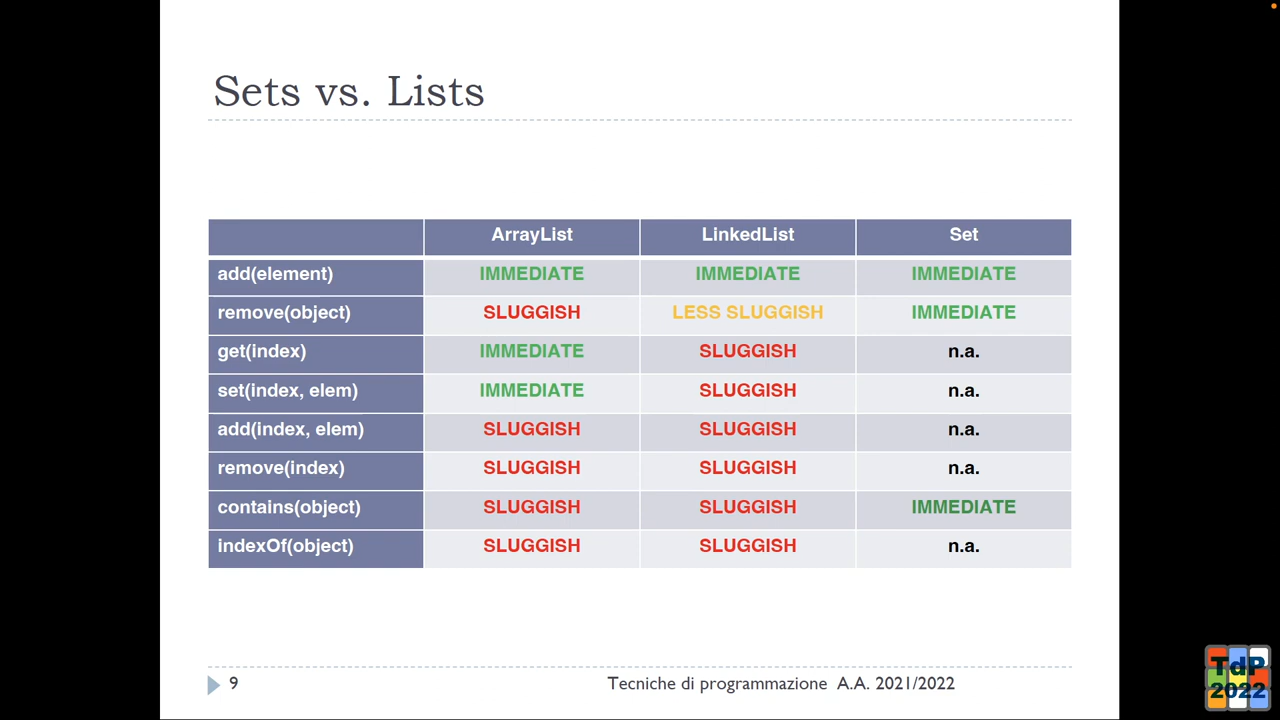 Sets vs. Lists
ArrayList LinkedList Set
add(element) IMMEDIATE IMMEDIATE IMMEDIATE
remove(object) SLUGGISH LESS SLUGGISH IMMEDIATE
get(index) IMMEDIATE SLUGGISH n.a.
set(index, elem) IMMEDIATE SLUGGISH n.a.
add(index, elem) SLUGGISH SLUGGISH n.a.
remove(index) SLUGGISH SLUGGISH n.a.
contains(object) SLUGGISH SLUGGISH IMMEDIATE
indexOf(object) SLUGGISH SLUGGISH n.a.
9 Tecniche di programmazione A.A. 2021/2022
TdP
2022